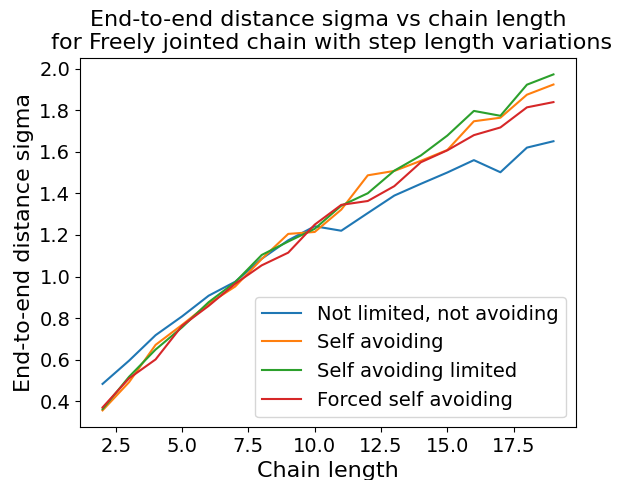 End-to-end distance sigma vs chain length
for Freely jointed chain with step length variations
End-to-end distance sigma
2.0
1.8
1.6
1.4
1.2
1.0
0.8
0.6
0.4
Not limited, not avoiding
Self avoiding
Self avoiding limited
Forced self avoiding
2.5 5.0 7.5 10.0 12.5 15.0 17.5
Chain length